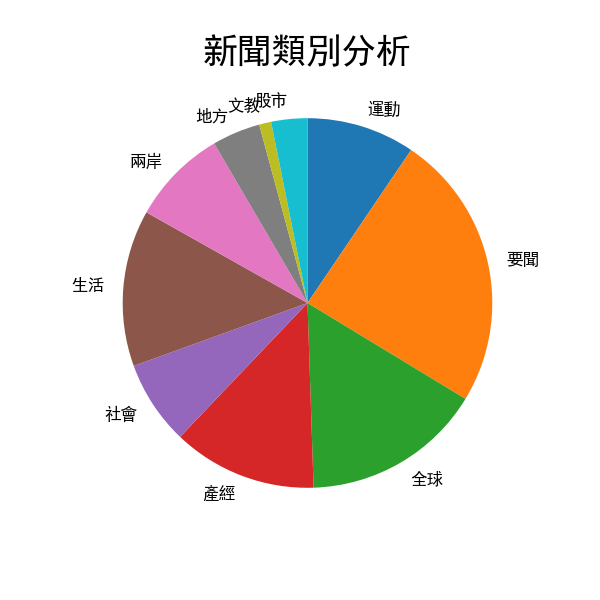 新聞類別分析
股市
文教
地方
運動
兩岸
要聞
生活
社會
全球
產經